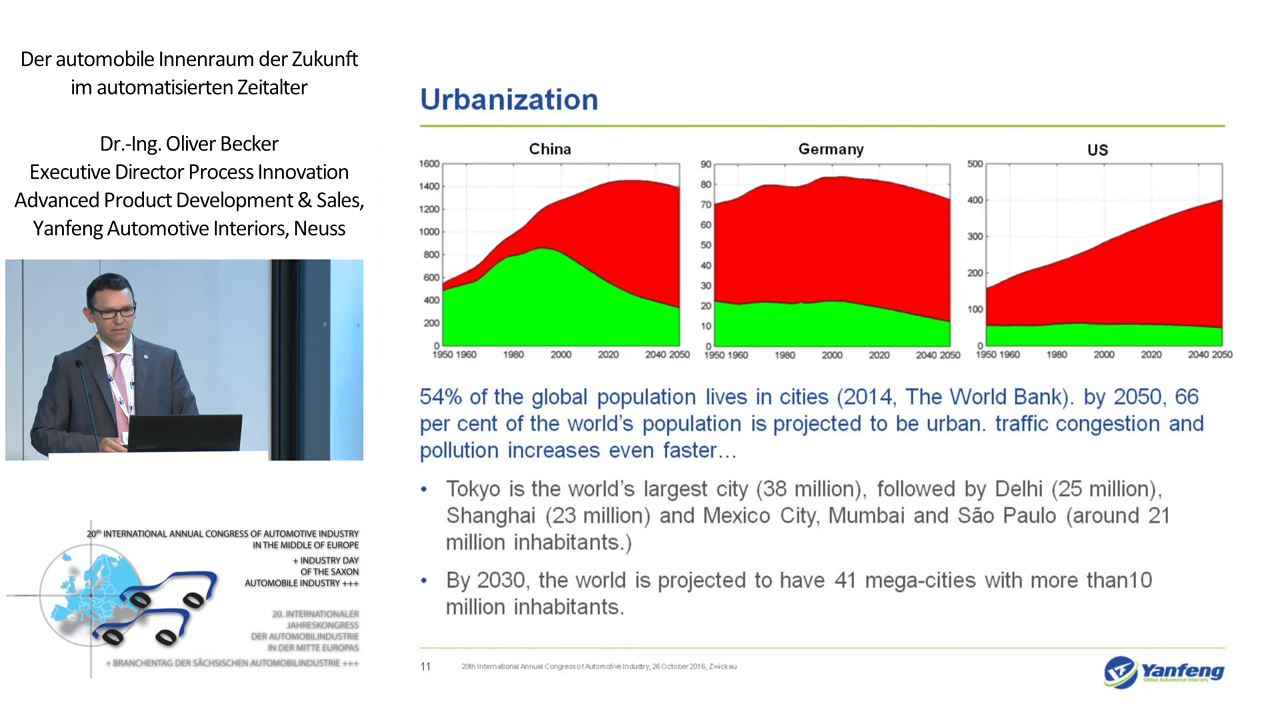 Der automobile Innenraum der Zukunft
im automatisierten Zeitalter
Dr.-Ing. Oliver Becker
Executive Director Process Innovation
Advanced Product Development & Sales,
Yanfeng Automotive Interiors, Neuss
20th INTERNATIONAL ANNUAL CONGRESS OF AUTOMOTIVE INDUSTRY
IN THE MIDDLE OF EUROPE
+ INDUSTRY DAY
OF THE SAXON
AUTOMOBILE INDUSTRY +++
20. INTERNATIONALER
JAHRESKONGRESS
DER AUTOMOBILINDUSTRIE
IN DER MITTE EUROPAS
+ BRANCHENTAG DER SÄCHSISCHEN AUTOMOBILINDUSTRIE +++
Urbanization
China
1600
1400
1200
1000
800
600
400
200
0
1950 1960 1980 2000 2020 2040 2050
Germany
90
80
70
60
50
40
30
20
10
0
1950 1960 1980 2000 2020 2040 2050
US
500
400
300
200
100
0
1950 1960 1980 2000 2020 2040 2050
54% of the global population lives in cities (2014, The World Bank). by 2050, 66
per cent of the world's population is projected to be urban. traffic congestion and
pollution increases even faster…
• Tokyo is the world's largest city (38 million), followed by Delhi (25 million),
Shanghai (23 million) and Mexico City, Mumbai and São Paulo (around 21
million inhabitants.)
• By 2030, the world is projected to have 41 mega-cities with more than10
million inhabitants.
11
20th International Annual Congress of Automotive Industry, 26 October 2016, Zwickau
Yanfeng
Global Automotive Interiors